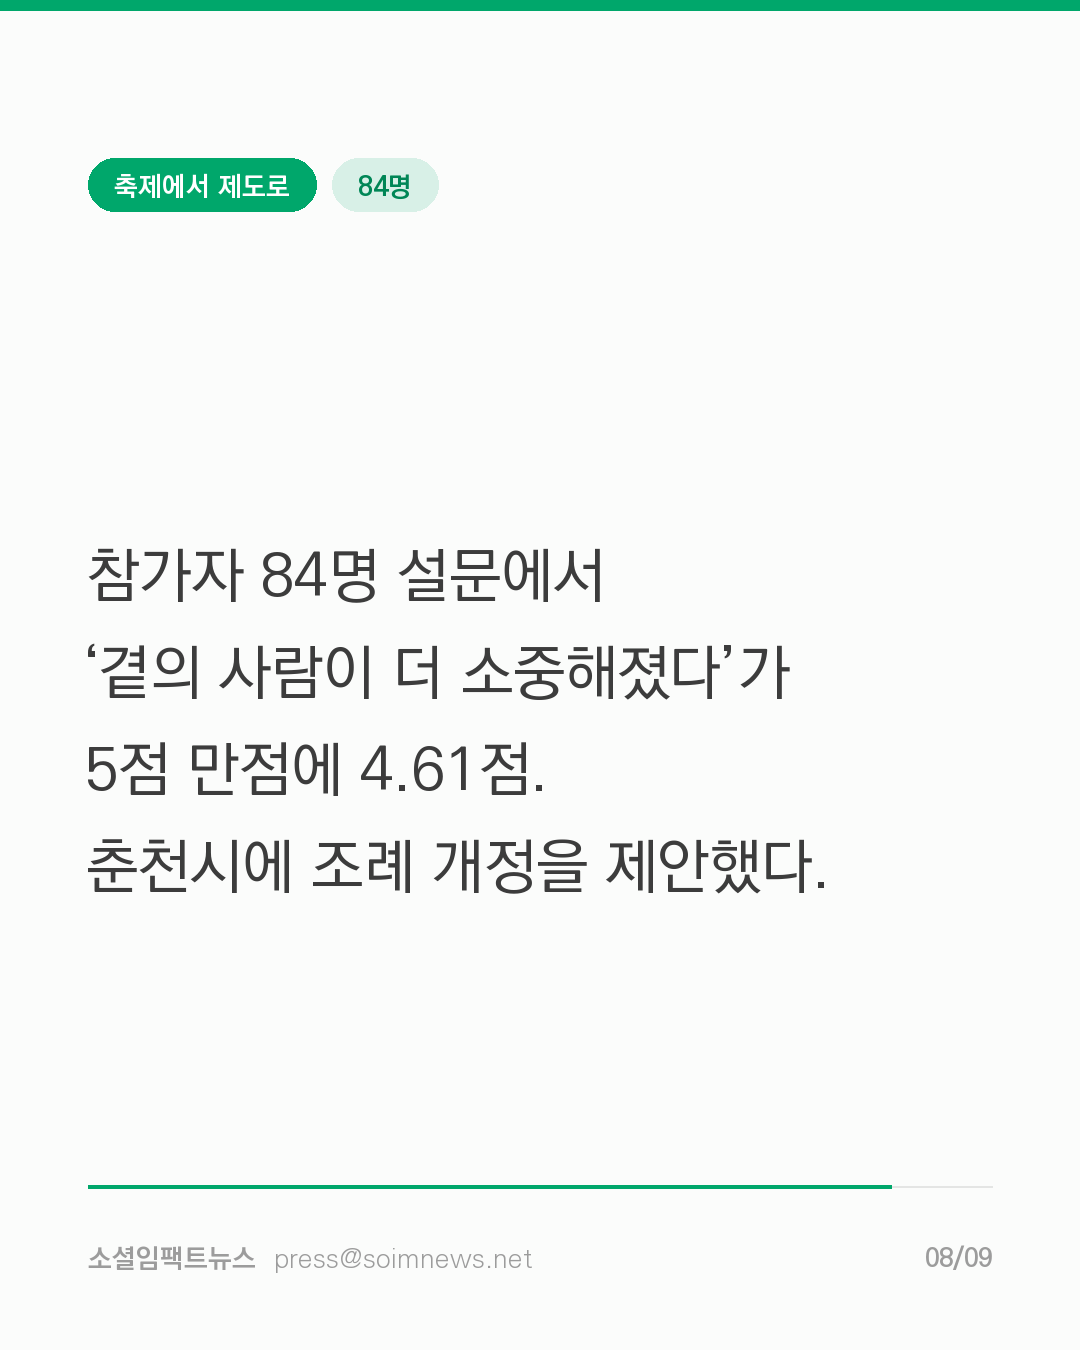 축제에서 제도로 84명
참가자 84명 설문에서
‘곁의 사람이 더 소중해졌다’가
5점 만점에 4.61점.
춘천시에 조례 개정을 제안했다.
소셜임팩트뉴스 press@soimnews.net 08/09